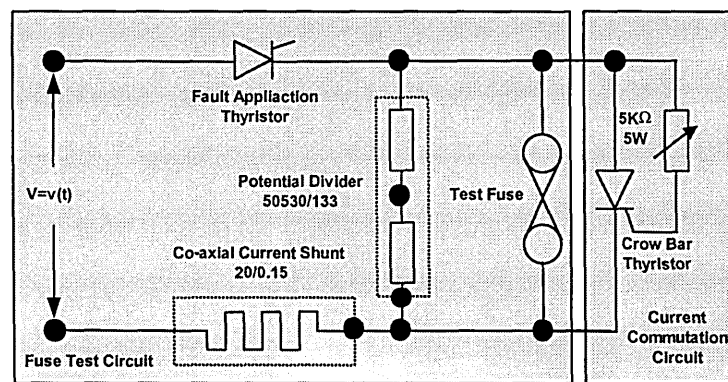 Fault Appliaction
Thyristor
5KΩ
5W
V=v(t)
Potential Divider
50530/133
Test Fuse
Co-axial Current Shunt
20/0.15
Crow Bar
Thyristor
Fuse Test Circuit
Current
Commutation
Circuit